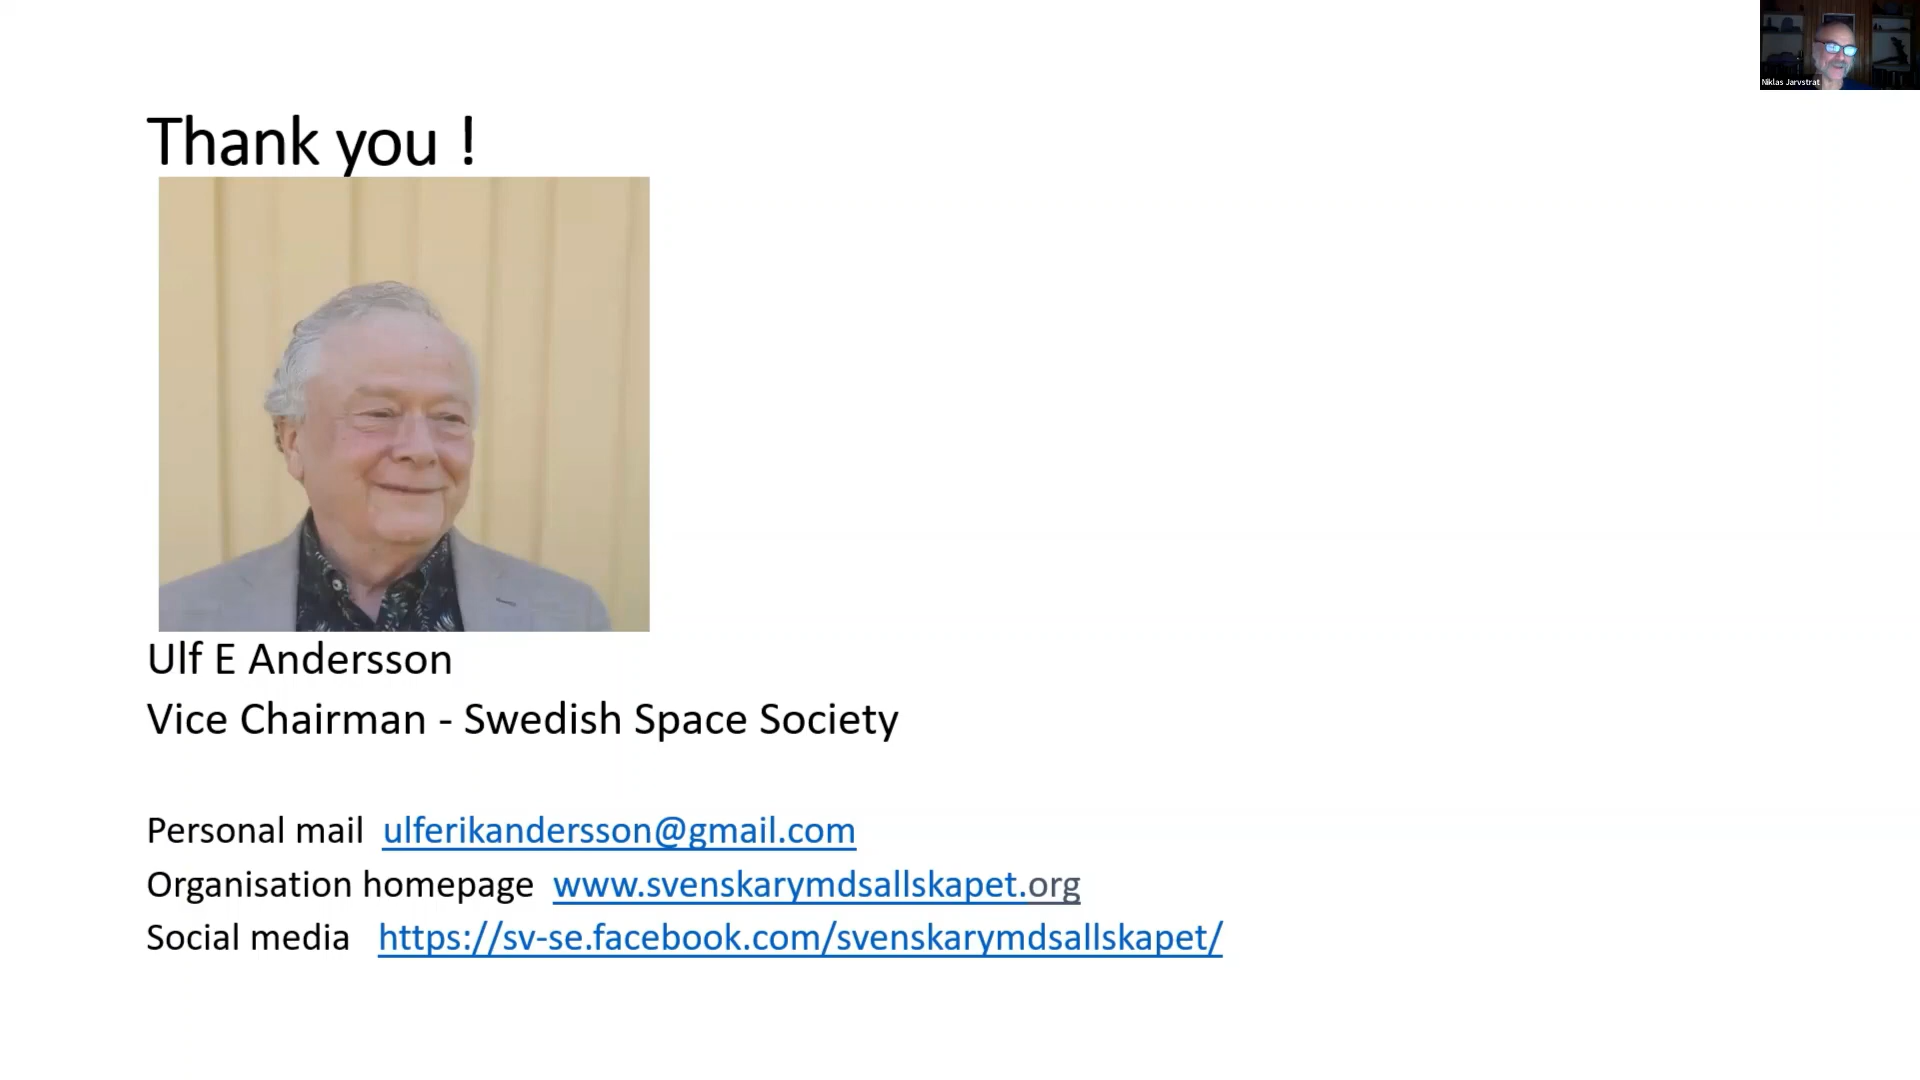 Niklas Jarvstrat
Thank you !
Ulf E Andersson
Vice Chairman - Swedish Space Society
Personal mail ulferikandersson@gmail.com
Organisation homepage www.svenskarymdsallskapet.org
Social media https://sv-se.facebook.com/svenskarymdsallskapet/